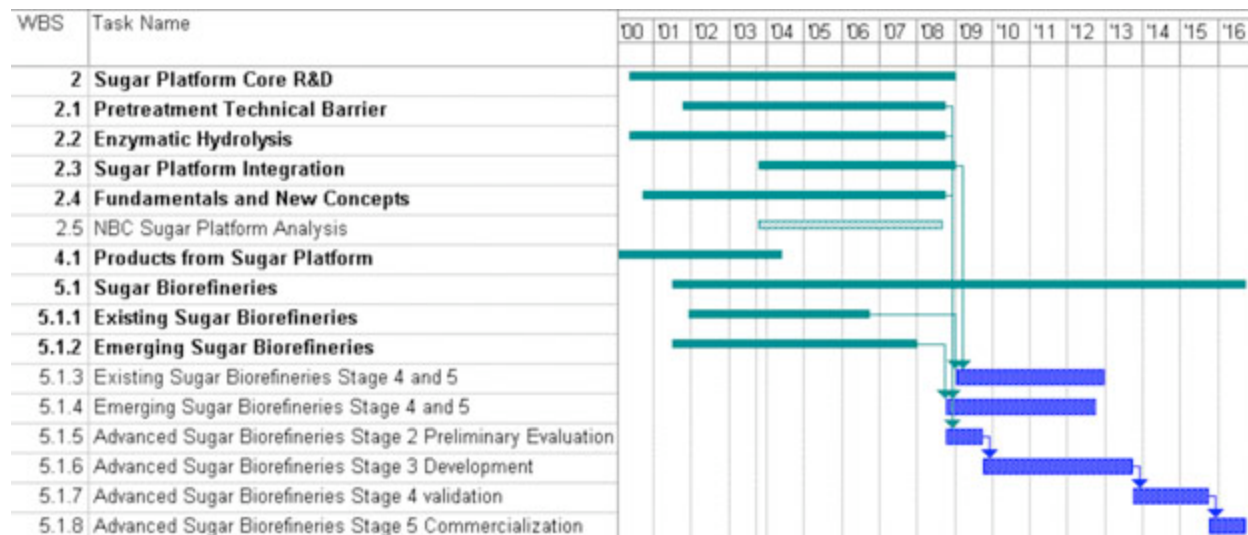 WBS Task Name '00 '01 '02 '03 '04 '05 '06 '07 '08 '09 '10 '11 '12 '13 '14 '15 '16
2 Sugar Platform Core R&D
2.1 Pretreatment Technical Barrier
2.2 Enzymatic Hydrolysis
2.3 Sugar Platform Integration
2.4 Fundamentals and New Concepts
2.5 NBC Sugar Platform Analysis
4.1 Products from Sugar Platform
5.1 Sugar Biorefineries
5.1.1 Existing Sugar Biorefineries
5.1.2 Emerging Sugar Biorefineries
5.1.3 Existing Sugar Biorefineries Stage 4 and 5
5.1.4 Emerging Sugar Biorefineries Stage 4 and 5
5.1.5 Advanced Sugar Biorefineries Stage 2 Preliminary Evaluation
5.1.6 Advanced Sugar Biorefineries Stage 3 Development
5.1.7 Advanced Sugar Biorefineries Stage 4 validation
5.1.8 Advanced Sugar Biorefineries Stage 5 Commercialization